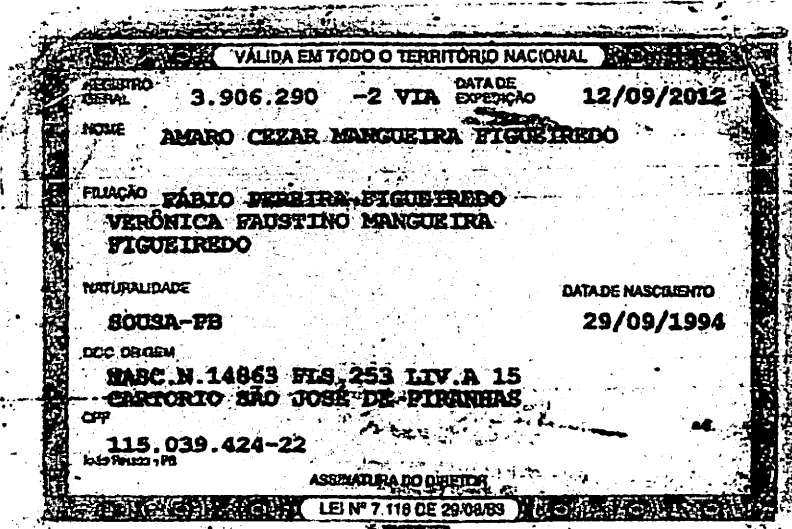 VÁLIDA EM TODO O TERRITÓRIO NACIONAL
REGISTRO GERAL 3.906.290 -2 VIA DATA DE EXPEDIÇÃO 12/09/2012
NOME AMARO CEZAR MANGUEIRA FIGUEIREDO
FILIAÇÃO FÁBIO PEREIRA FIGUEIREDO
VERÔNICA FAUSTINO MANGUEIRA
FIGUEIREDO
NATURALIDADE DATA DE NASCIMENTO
SOUSA-PB 29/09/1994
DOC ORIGEM
NASC.N.14863 FLS.253 LIV.A 15
CARTORIO SÃO JOSÉ DE PIRANHAS
CPF
115.039.424-22
João Pessoa - PB
ASSINATURA DO DIRETOR
LEI Nº 7.116 DE 29/08/83